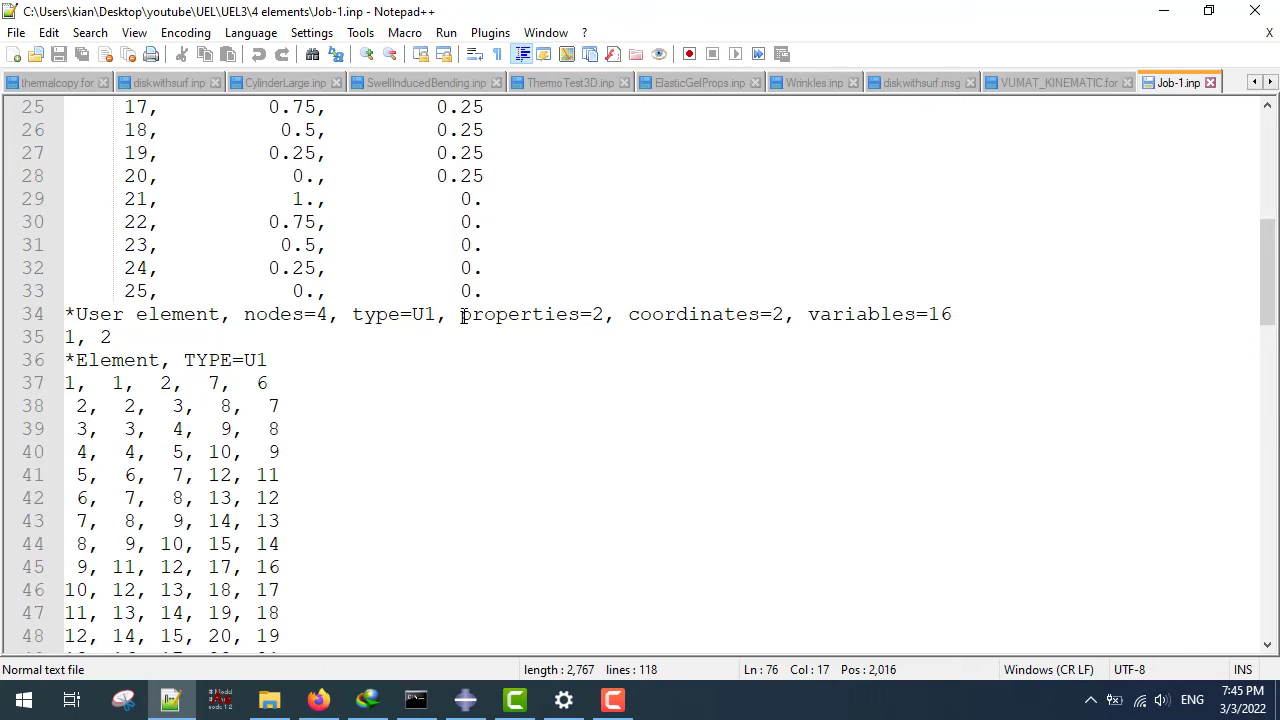 C:\Users\kian\Desktop\youtube\UEL\UEL3\4 elements\Job-1.inp - Notepad++
File Edit Search View Encoding Language Settings Tools Macro Run Plugins Window ?
thermalcopy.for diskwithsurf.inp CylinderLarge.inp SwellInducedBending.inp ThermoTest3D.inp ElasticGelProps.inp Wrinkles.inp diskwithsurf.msg VUMAT_KINEMATIC.for Job-1.inp
25 17, 0.75, 0.25
26 18, 0.5, 0.25
27 19, 0.25, 0.25
28 20, 0., 0.25
29 21, 1., 0.
30 22, 0.75, 0.
31 23, 0.5, 0.
32 24, 0.25, 0.
33 25, 0., 0.
34 *User element, nodes=4, type=U1, properties=2, coordinates=2, variables=16
35 1, 2
36 *Element, TYPE=U1
37 1, 1, 2, 7, 6
38 2, 2, 3, 8, 7
39 3, 3, 4, 9, 8
40 4, 4, 5, 10, 9
41 5, 6, 7, 12, 11
42 6, 7, 8, 13, 12
43 7, 8, 9, 14, 13
44 8, 9, 10, 15, 14
45 9, 11, 12, 17, 16
46 10, 12, 13, 18, 17
47 11, 13, 14, 19, 18
48 12, 14, 15, 20, 19
Normal text file length : 2,767 lines : 118 Ln : 76 Col : 17 Pos : 2,016 Windows (CR LF) UTF-8 INS
ENG
7:45 PM
3/3/2022